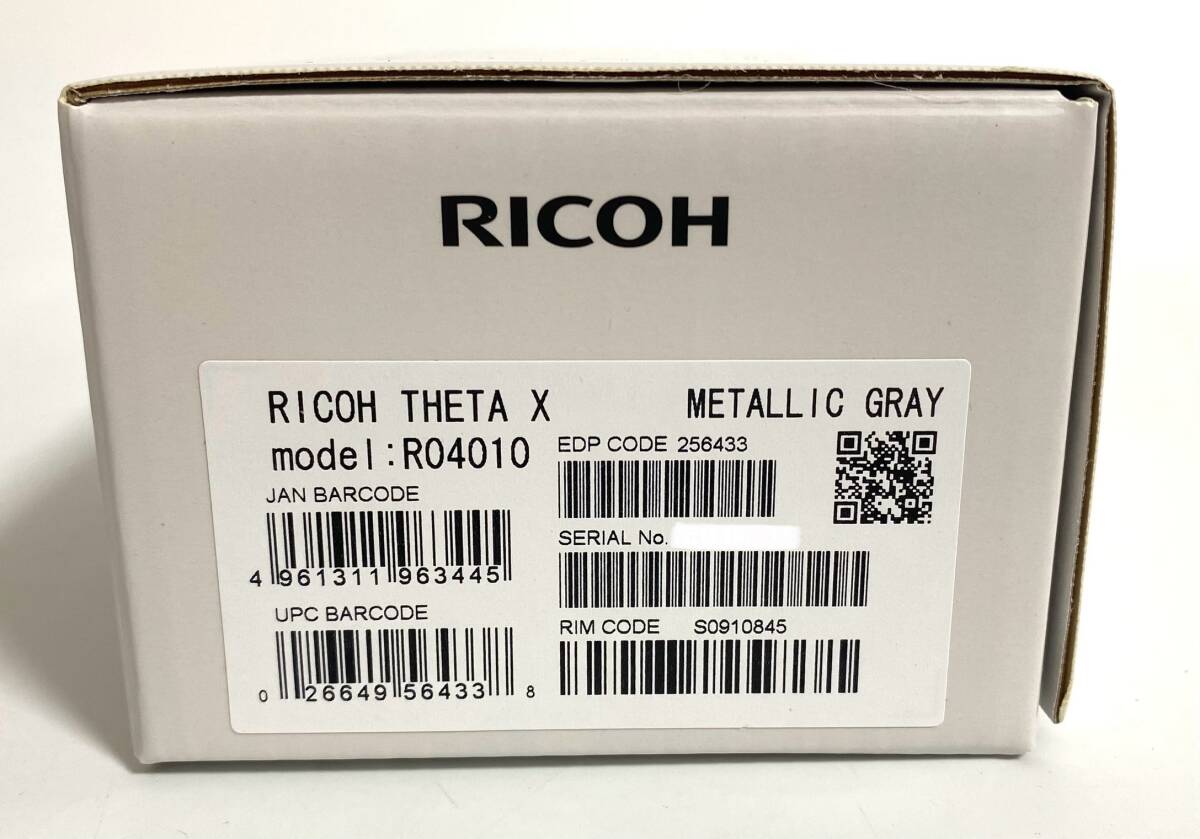 RICOH
RICOH THETA X METALLIC GRAY
model:R04010
EDP CODE 256433
JAN BARCODE
4 961311 963445
SERIAL No.
UPC BARCODE
0 26649 56433 8
RIM CODE S0910845